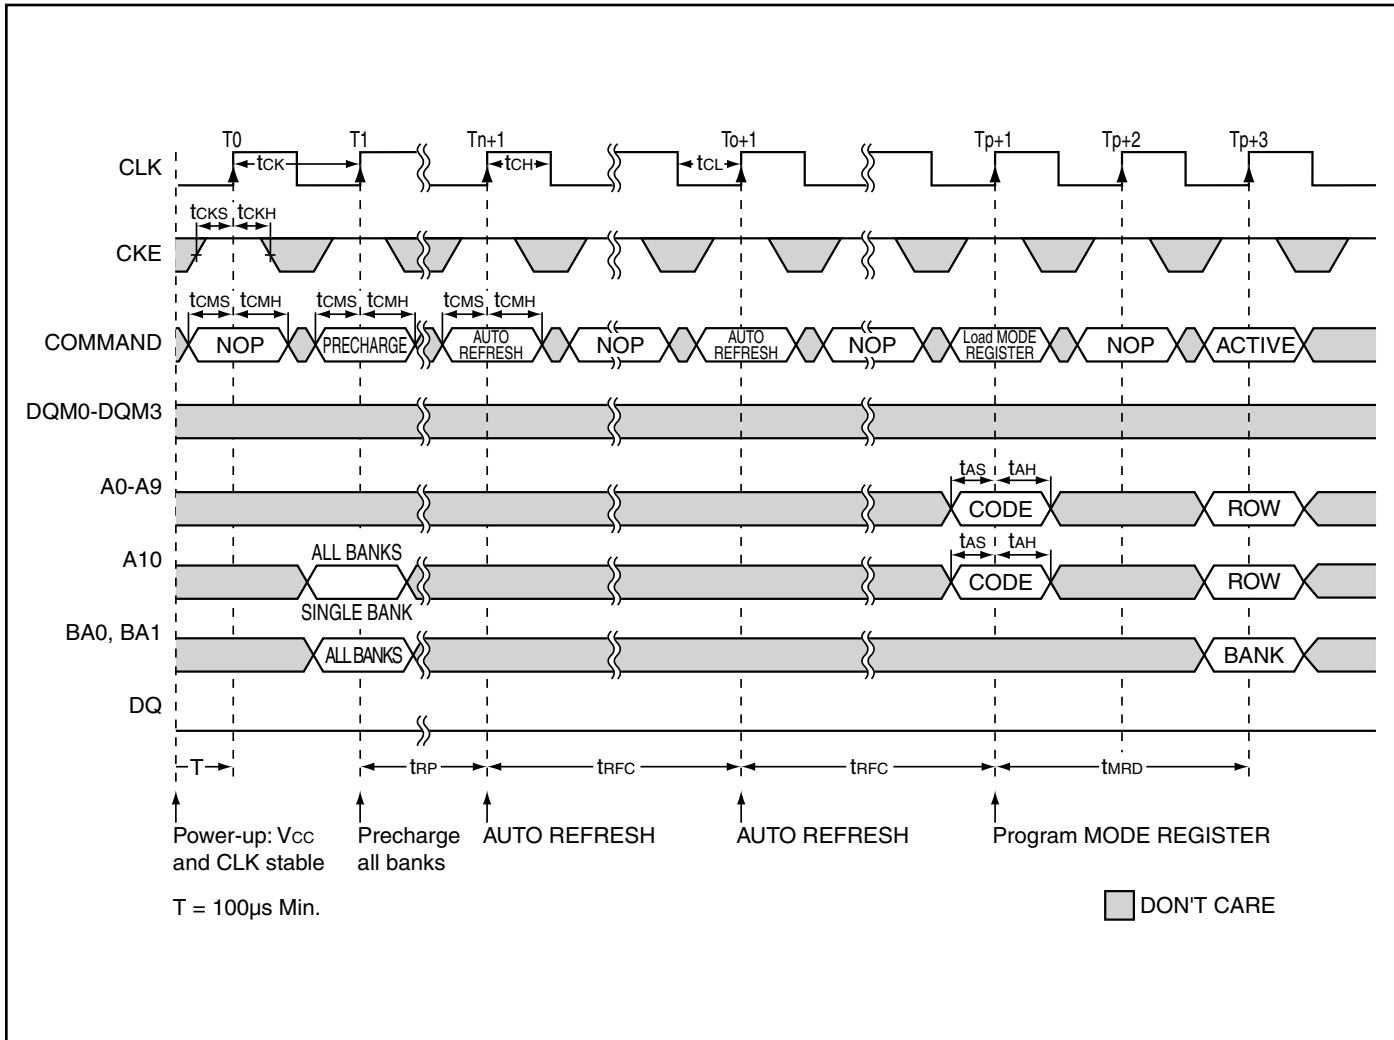 T0 T1 Tn+1 To+1 Tp+1 Tp+2 Tp+3
CLK tCK tCH tCL
tCKS tCKH
CKE
tCMS tCMH tCMS tCMH tCMS tCMH
COMMAND NOP PRECHARGE AUTO REFRESH NOP AUTO REFRESH NOP Load MODE REGISTER NOP ACTIVE
DQM0-DQM3
tAS tAH
A0-A9 CODE ROW
ALL BANKS tAS tAH
A10 CODE ROW
SINGLE BANK
BA0, BA1 ALL BANKS BANK
DQ
T tRP tRFC tRFC tMRD
Power-up: VCC
and CLK stable
Precharge
all banks
AUTO REFRESH
AUTO REFRESH
Program MODE REGISTER
T = 100µs Min.
DON'T CARE